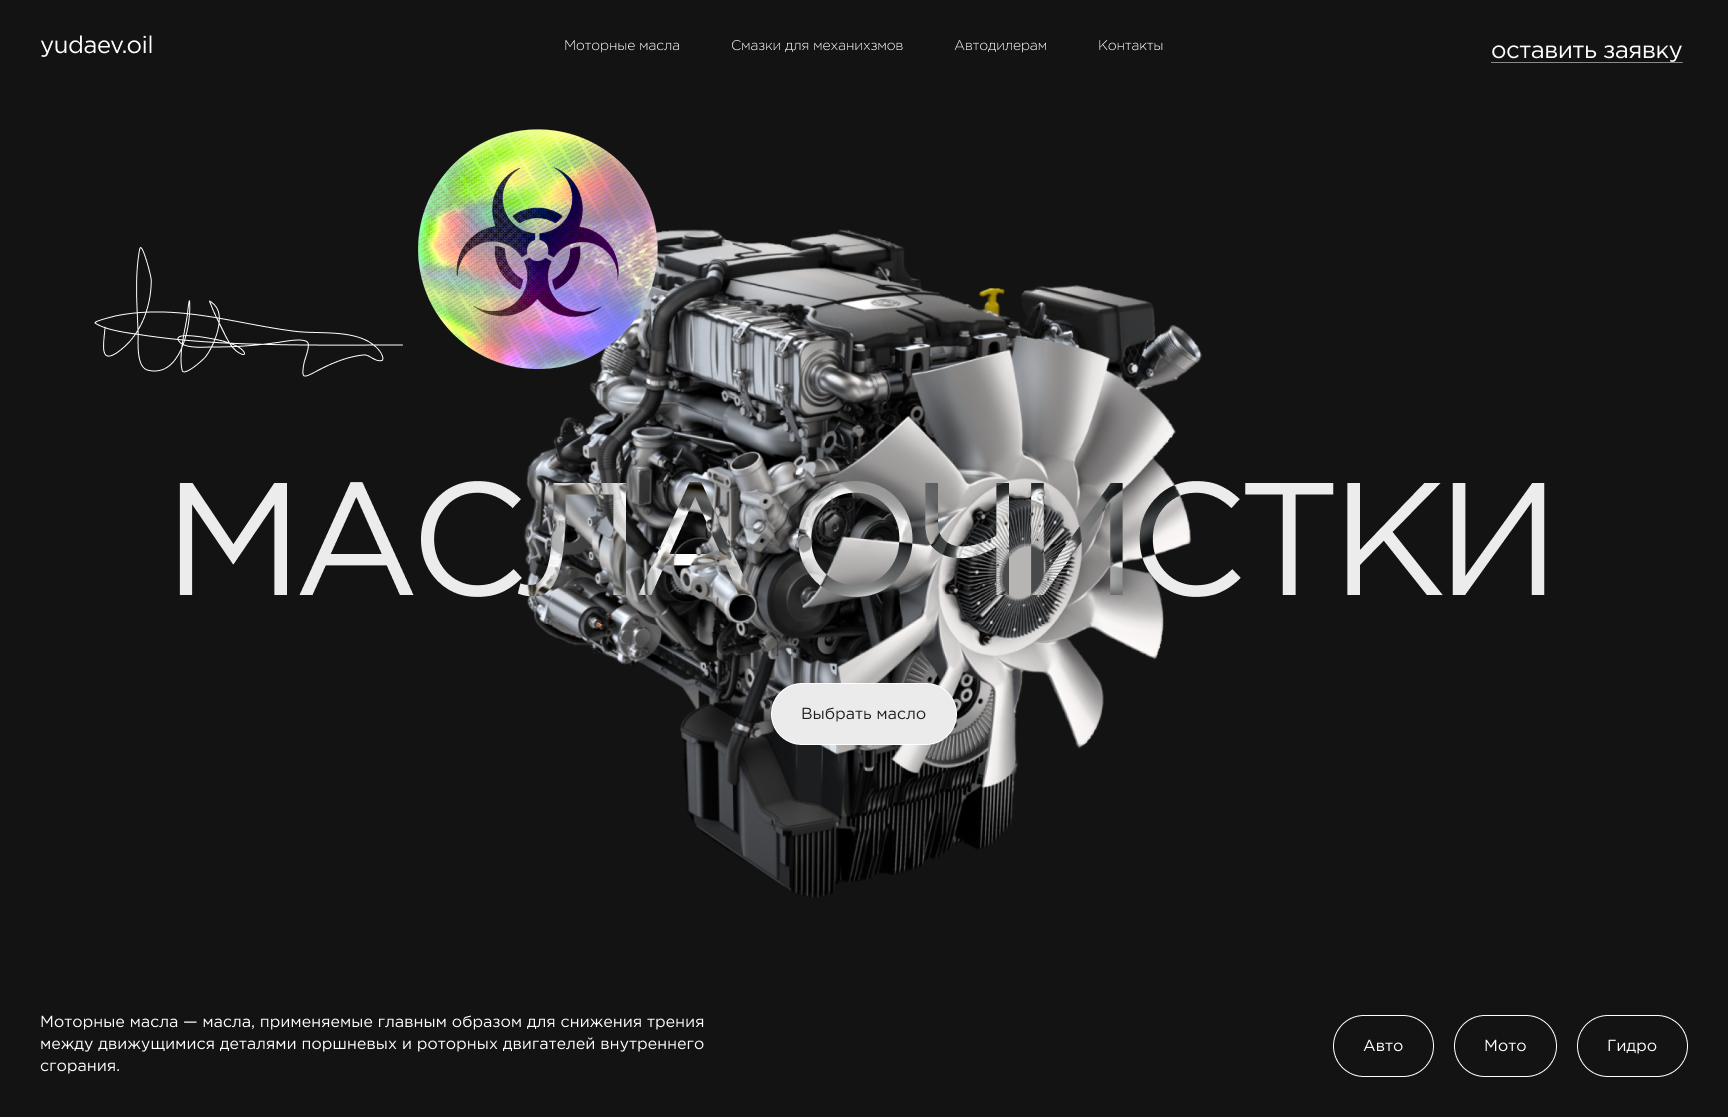 yudaev.oil
Моторные масла
Смазки для механихзмов
Автодилерам
Контакты
оставить заявку
МАСЛА ОЧИСТКИ
Выбрать масло
Моторные масла — масла, применяемые главным образом для снижения трения
между движущимися деталями поршневых и роторных двигателей внутреннего
сгорания.
Авто
Мото
Гидро